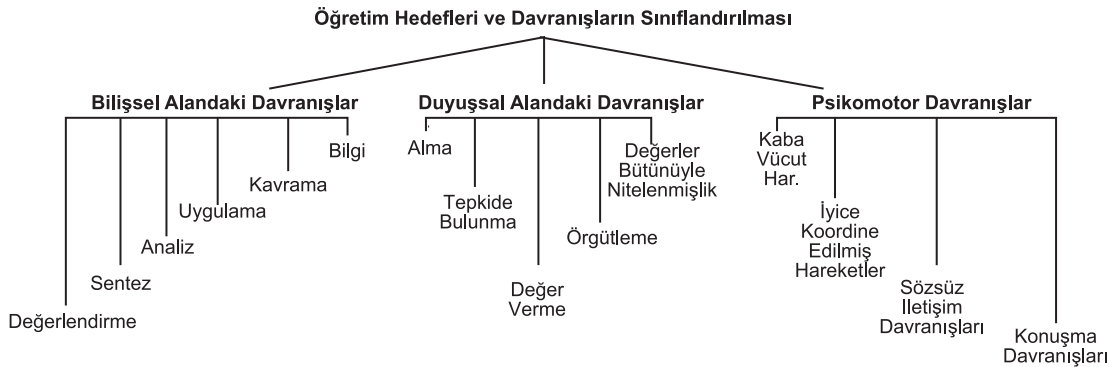 Öğretim Hedefleri ve Davranışların Sınıflandırılması
Bilişsel Alandaki Davranışlar
Değerlendirme
Sentez
Analiz
Uygulama
Kavrama
Bilgi
Duyuşsal Alandaki Davranışlar
Alma
Tepkide
Bulunma
Değer
Verme
Örgütleme
Değerler
Bütünüyle
Nitelenmişlik
Psikomotor Davranışlar
Kaba
Vücut
Har.
İyice
Koordine
Edilmiş
Hareketler
Sözsüz
Iletişim
Davranışları
Konuşma
Davranışları